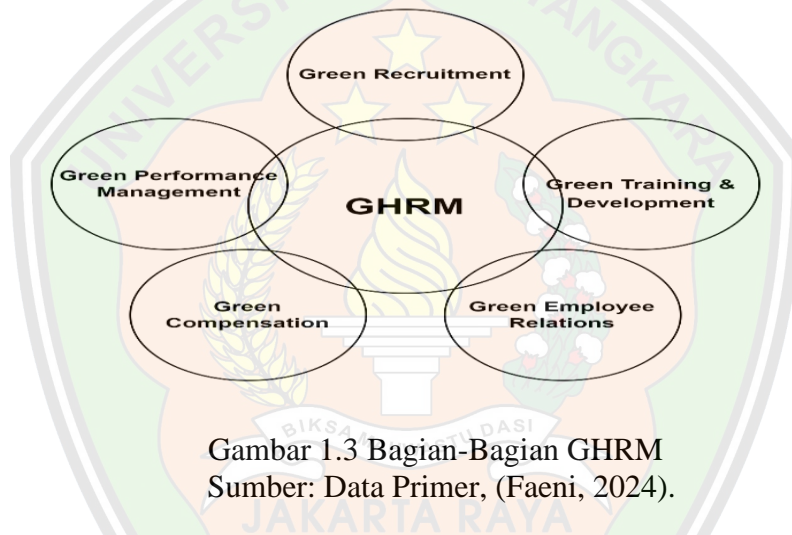 Green Recruitment
Green Performance
Management
GHRM
Green Training &
Development
Green
Compensation
Green Employee
Relations
JAKARTA RAYA
Gambar 1.3 Bagian-Bagian GHRM
Sumber: Data Primer, (Faeni, 2024).